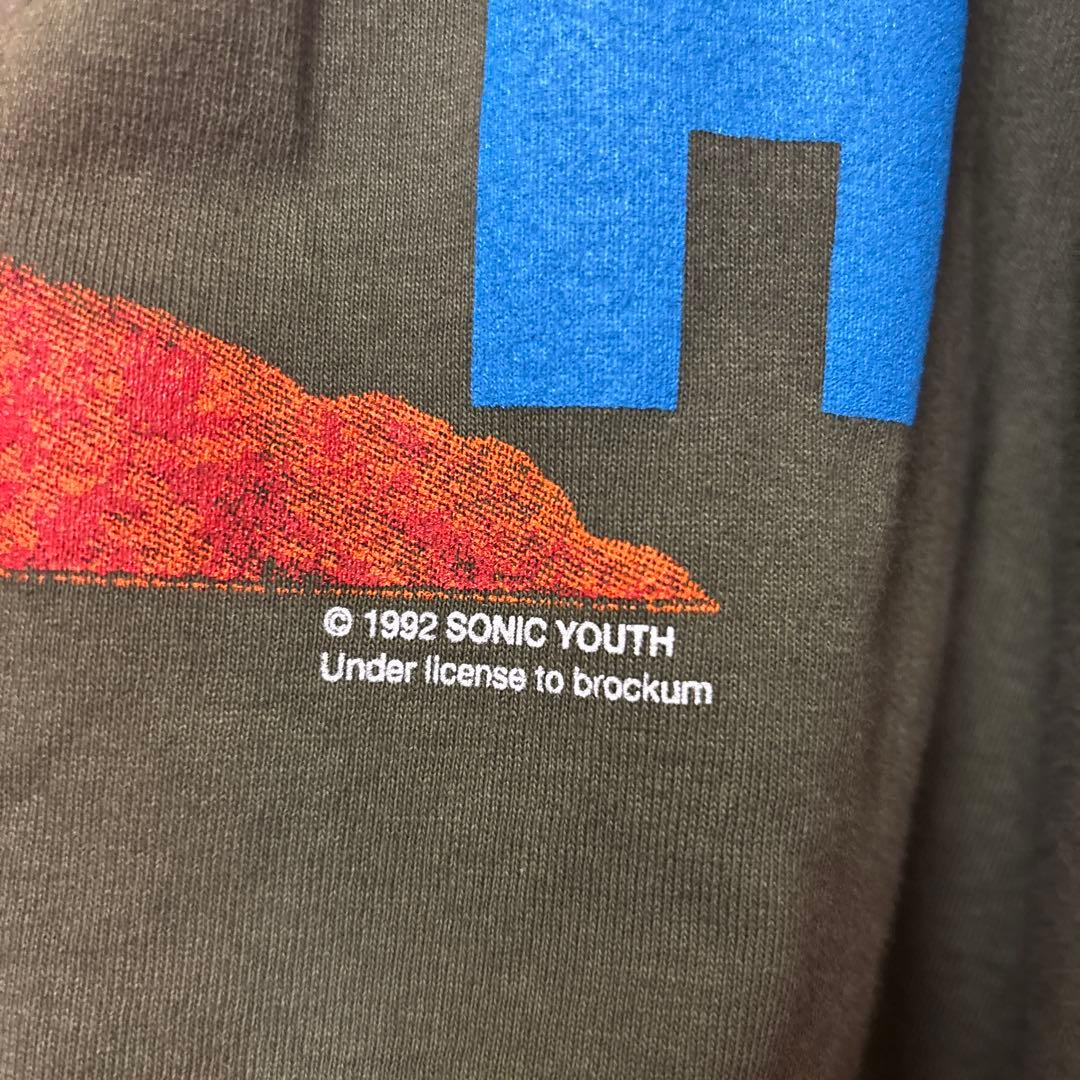 © 1992 SONIC YOUTH
Under license to brockum